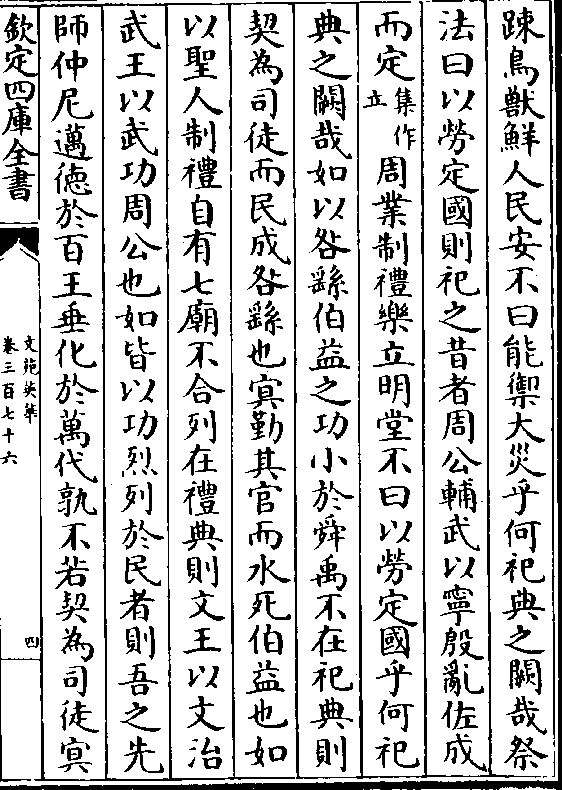 踈鳥獸鮮人民安不曰能禦大災乎何祀典之闕哉祭
法曰以勞定國則祀之昔者周公輔武以寧殷亂佐成
而定集作立周業制禮樂立明堂不曰以勞定國乎何祀
典之闕哉如以咎繇伯益之功小於舜禹不在祀典則
契為司徒而民成咎繇也冥勤其官而水死伯益也如
以聖人制禮自有七廟不合列在禮典則文王以文治
武王以武功周公也如皆以功烈列於民者則吾之先
師仲尼邁德於百王垂化於萬代孰不若契為司徒冥
欽定四庫全書
文苑英華
卷三百七十六
四